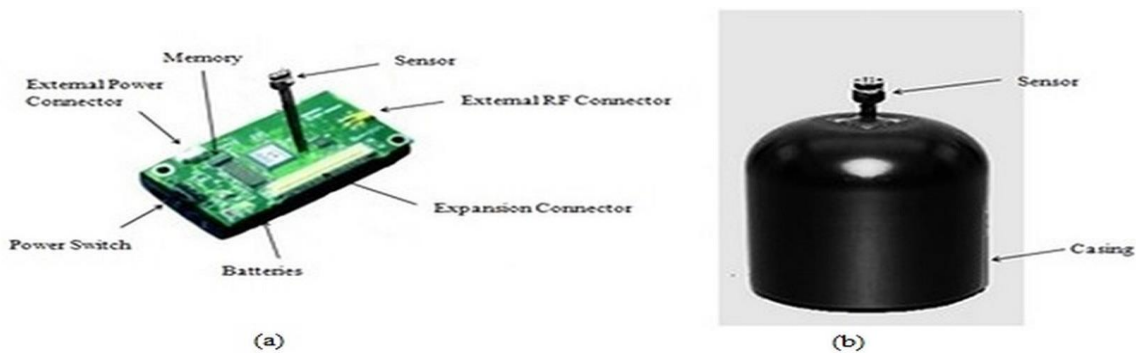 Memory
Sensor
External Power
Connector
External RF Connector
Expansion Connector
Power Switch
Batteries
(a)
Sensor
Casing
(b)